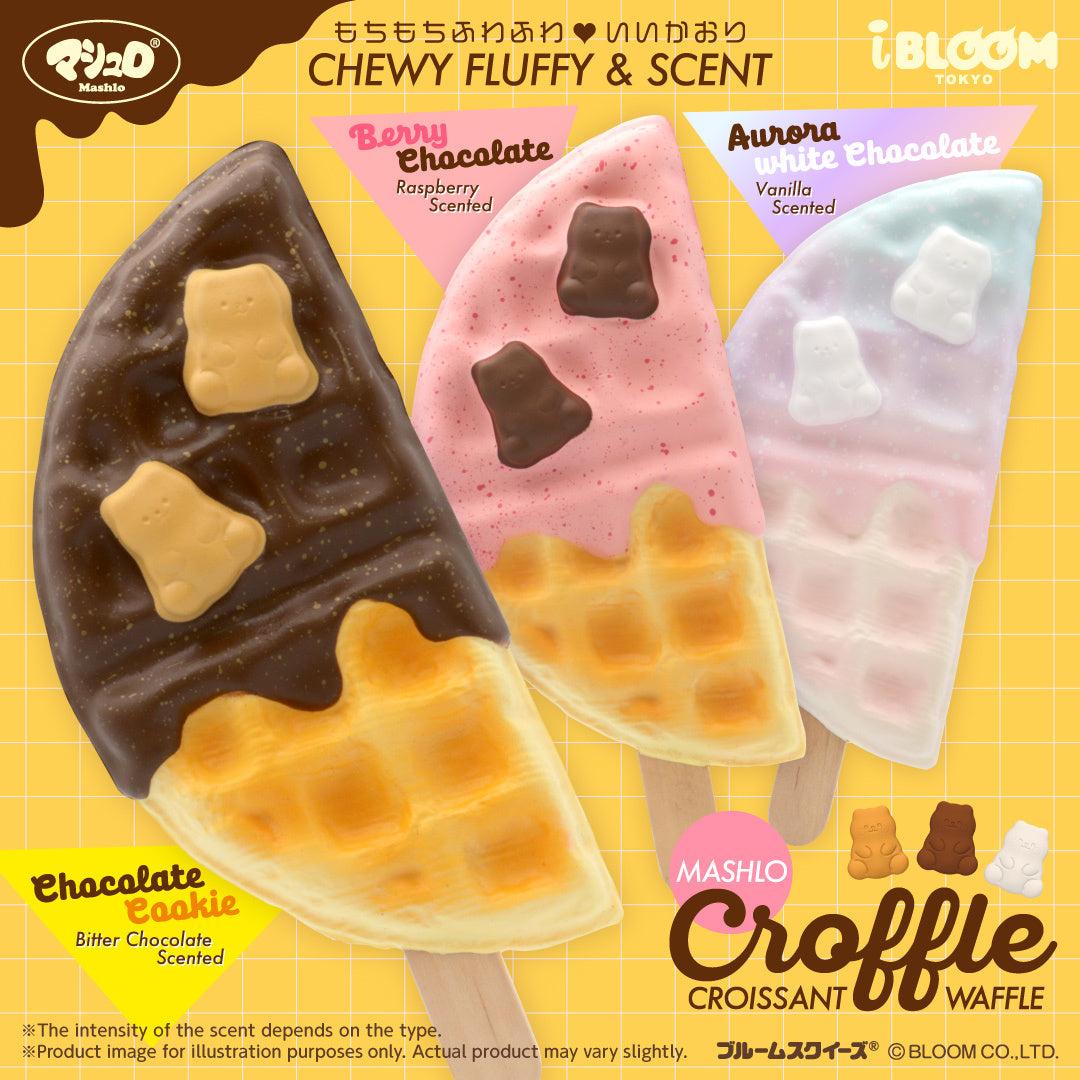 マシュロ®
Mashlo
もちもちふわふわ♥いいかおり
CHEWY FLUFFY & SCENT
iBLOOM
TOKYO
Berry
Chocolate
Raspberry
Scented
Aurora
white Chocolate
Vanilla
Scented
Chocolate
Cookie
Bitter Chocolate
Scented
MASHLO
Croffle
CROISSANT WAFFLE
※The intensity of the scent depends on the type.
※Product image for illustration purposes only. Actual product may vary slightly.
ブルームスクイーズ® ©BLOOM CO.,LTD.